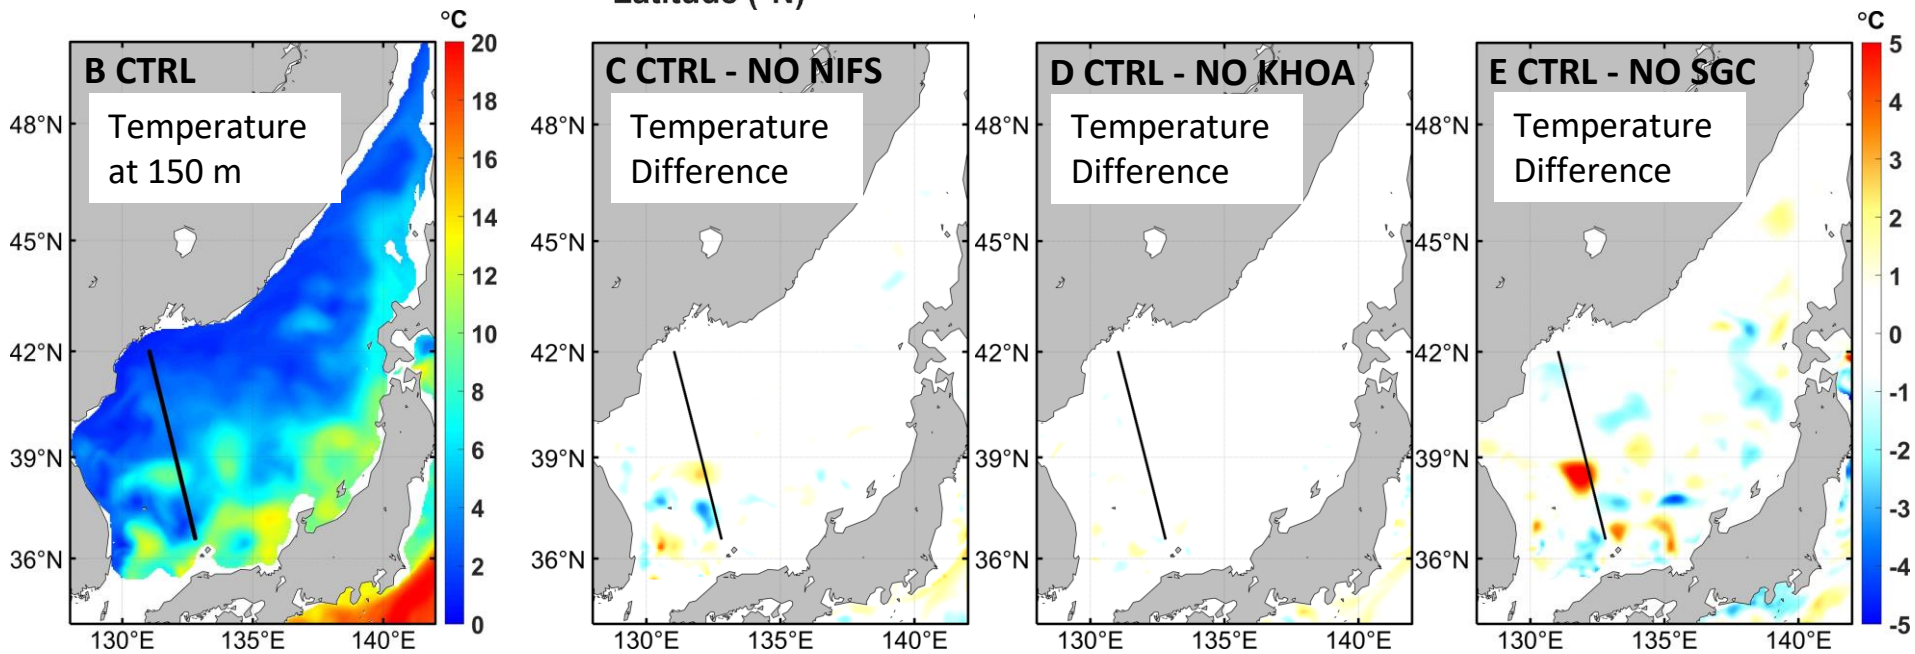 Latitude (°N)
°C
°C
B CTRL
Temperature
at 150 m
C CTRL - NO NIFS
Temperature
Difference
D CTRL - NO KHOA
Temperature
Difference
E CTRL - NO SGC
Temperature
Difference
48°N
45°N
42°N
39°N
36°N
130°E
135°E
140°E
20
18
16
14
12
10
8
6
4
2
0
48°N
45°N
42°N
39°N
36°N
130°E
135°E
140°E
48°N
45°N
42°N
39°N
36°N
130°E
135°E
140°E
48°N
45°N
42°N
39°N
36°N
130°E
135°E
140°E
5
4
3
2
1
0
-1
-2
-3
-4
-5